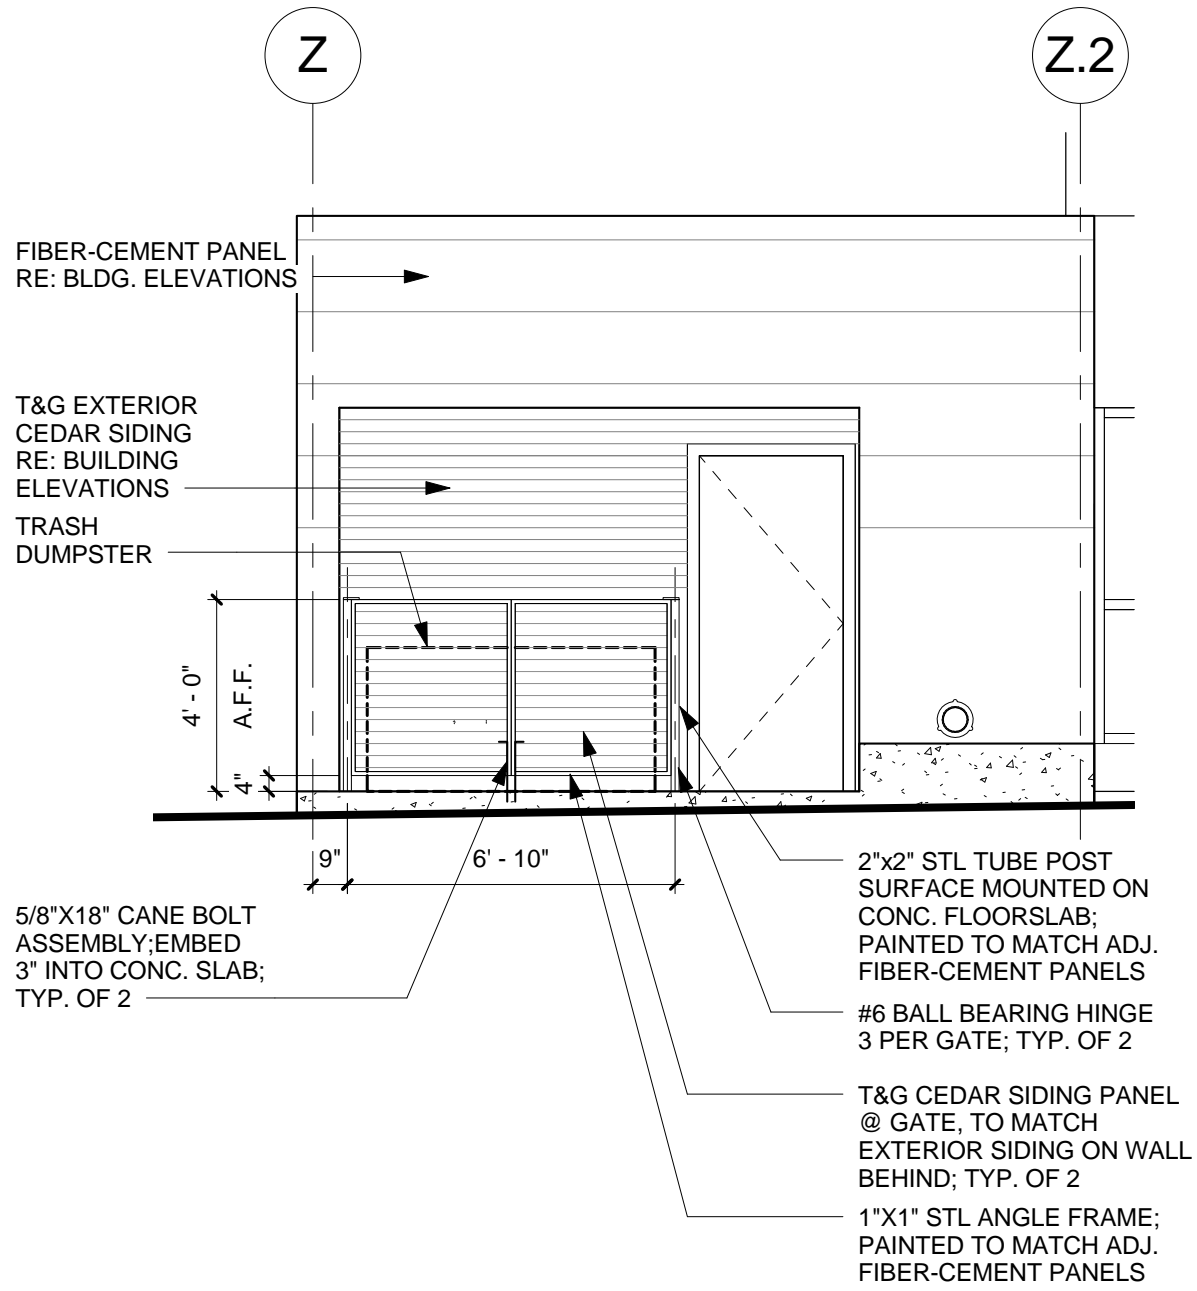 Z
Z.2
FIBER-CEMENT PANEL
RE: BLDG. ELEVATIONS
T&G EXTERIOR
CEDAR SIDING
RE: BUILDING
ELEVATIONS
TRASH
DUMPSTER
4' - 0"
A.F.F.
4"
9"
6' - 10"
5/8"X18" CANE BOLT
ASSEMBLY;EMBED
3" INTO CONC. SLAB;
TYP. OF 2
2"x2" STL TUBE POST
SURFACE MOUNTED ON
CONC. FLOORSLAB;
PAINTED TO MATCH ADJ.
FIBER-CEMENT PANELS
#6 BALL BEARING HINGE
3 PER GATE; TYP. OF 2
T&G CEDAR SIDING PANEL
@ GATE, TO MATCH
EXTERIOR SIDING ON WALL
BEHIND; TYP. OF 2
1"X1" STL ANGLE FRAME;
PAINTED TO MATCH ADJ.
FIBER-CEMENT PANELS